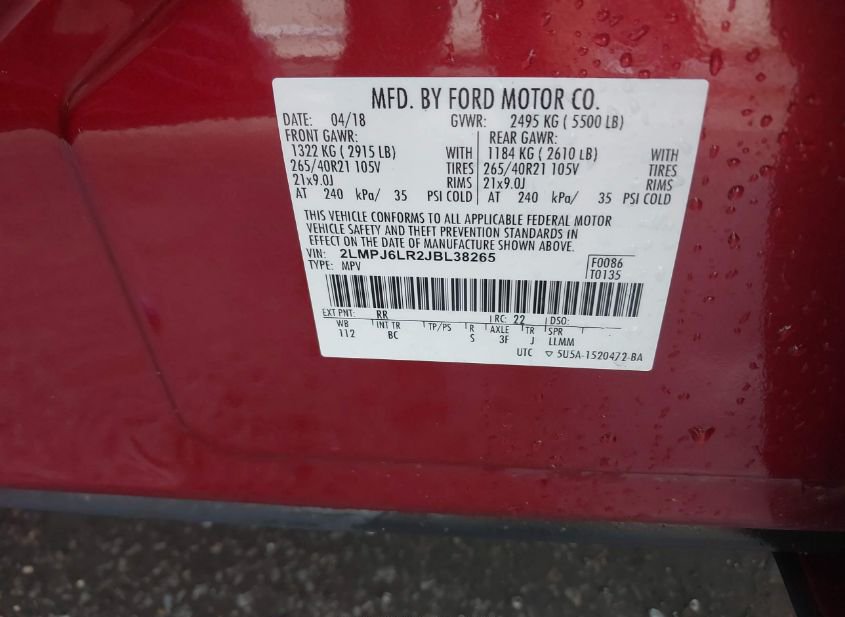 MFD. BY FORD MOTOR CO.
DATE: 04/18 GVWR: 2495 KG ( 5500 LB)
FRONT GAWR: REAR GAWR:
1322 KG ( 2915 LB) WITH 1184 KG ( 2610 LB) WITH
265/40R21 105V TIRES 265/40R21 105V TIRES
21x9.0J RIMS 21x9.0J RIMS
AT 240 kPa/ 35 PSI COLD AT 240 kPa/ 35 PSI COLD
THIS VEHICLE CONFORMS TO ALL APPLICABLE FEDERAL MOTOR
VEHICLE SAFETY AND THEFT PREVENTION STANDARDS IN
EFFECT ON THE DATE OF MANUFACTURE SHOWN ABOVE.
VIN: 2LMPJ6LR2JBL38265 F0086
TYPE: MPV T0135
EXT PNT: RR RC: 22 DSO:
WB INT TR TP/PS R AXLE TR SPR
112 BC S 3F J LLMM
UTC ▽ 5U5A-1520472-BA